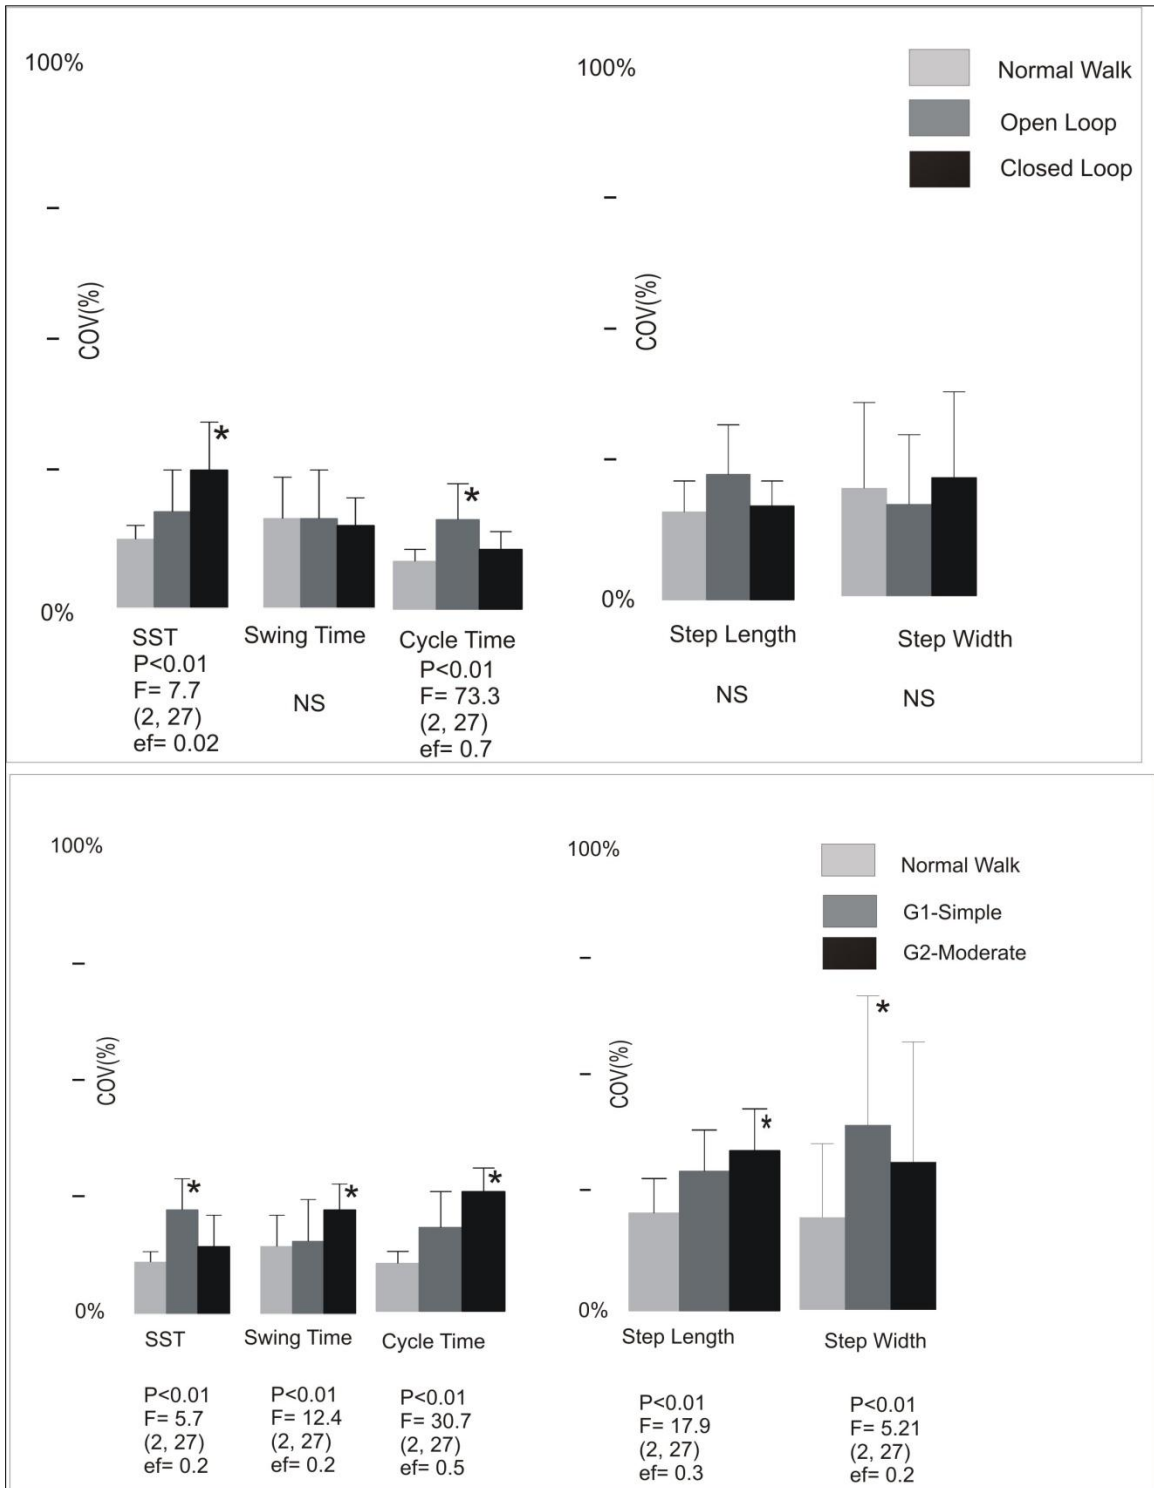 100%
100%
Normal Walk
Open Loop
Closed Loop
COV(%)
COV(%)
*
*
0%
0%
SST
P<0.01
F= 7.7
(2, 27)
ef= 0.02
Swing Time
NS
Cycle Time
P<0.01
F= 73.3
(2, 27)
ef= 0.7
Step Length
NS
Step Width
NS
100%
100%
Normal Walk
G1-Simple
G2-Moderate
COV(%)
COV(%)
*
*
*
*
*
0%
0%
SST
P<0.01
F= 5.7
(2, 27)
ef= 0.2
Swing Time
P<0.01
F= 12.4
(2, 27)
ef= 0.2
Cycle Time
P<0.01
F= 30.7
(2, 27)
ef= 0.5
Step Length
P<0.01
F= 17.9
(2, 27)
ef= 0.3
Step Width
P<0.01
F= 5.21
(2, 27)
ef= 0.2